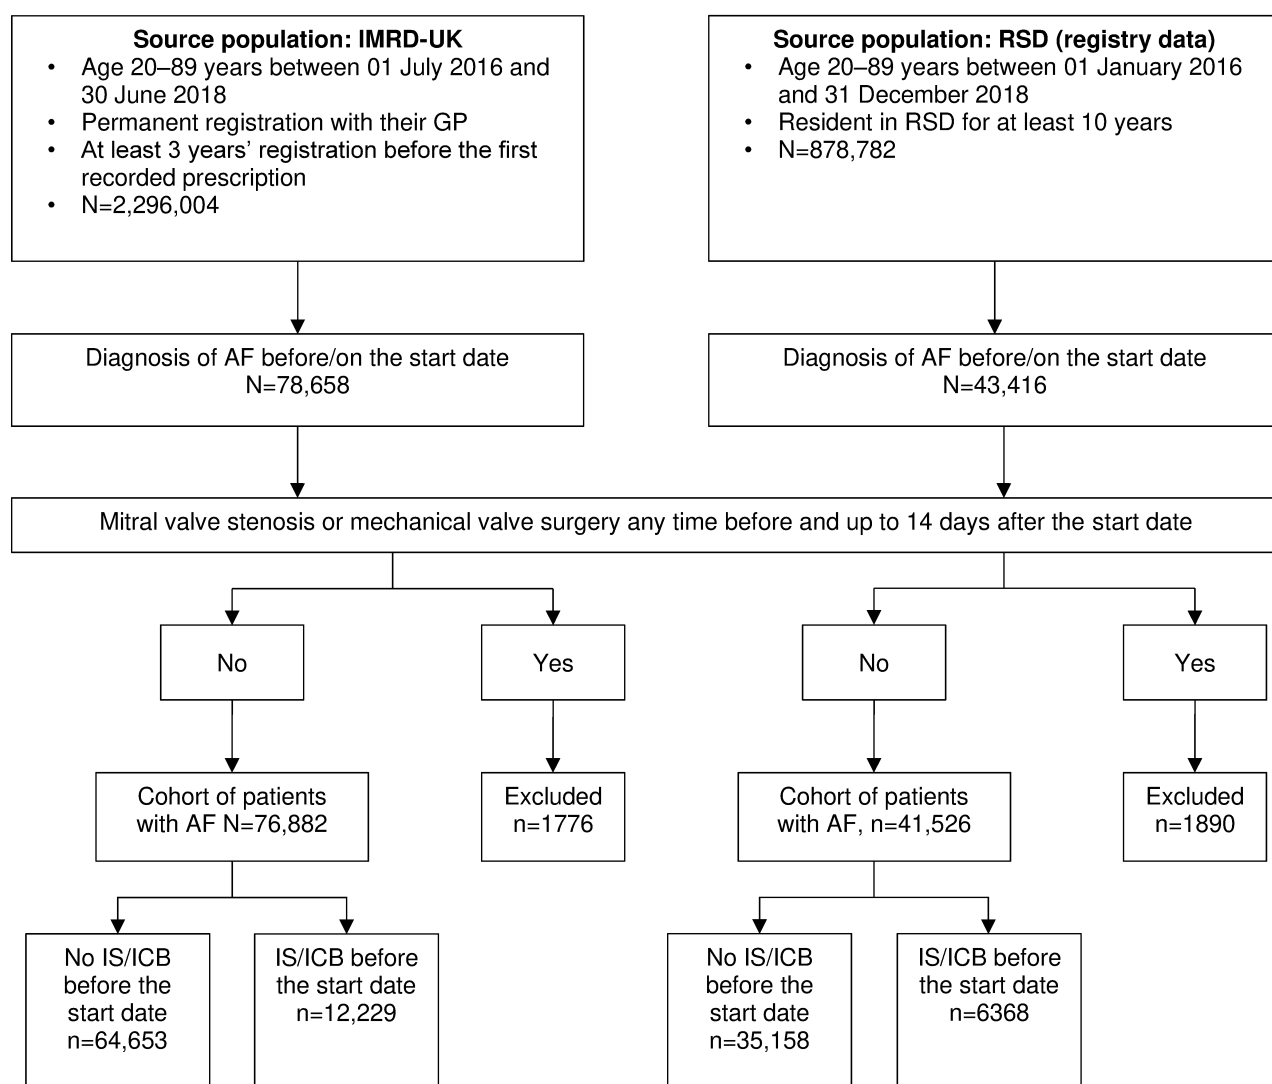 Source population: IMRD-UK
• Age 20–89 years between 01 July 2016 and
30 June 2018
• Permanent registration with their GP
• At least 3 years’ registration before the first
recorded prescription
• N=2,296,004
Source population: RSD (registry data)
• Age 20–89 years between 01 January 2016
and 31 December 2018
• Resident in RSD for at least 10 years
• N=878,782
Diagnosis of AF before/on the start date
N=78,658
Diagnosis of AF before/on the start date
N=43,416
Mitral valve stenosis or mechanical valve surgery any time before and up to 14 days after the start date
No
Yes
No
Yes
Cohort of patients
with AF N=76,882
Excluded
n=1776
Cohort of patients
with AF, n=41,526
Excluded
n=1890
No IS/ICB
before the
start date
n=64,653
IS/ICB before
the start date
n=12,229
No IS/ICB
before the
start date
n=35,158
IS/ICB before
the start date
n=6368